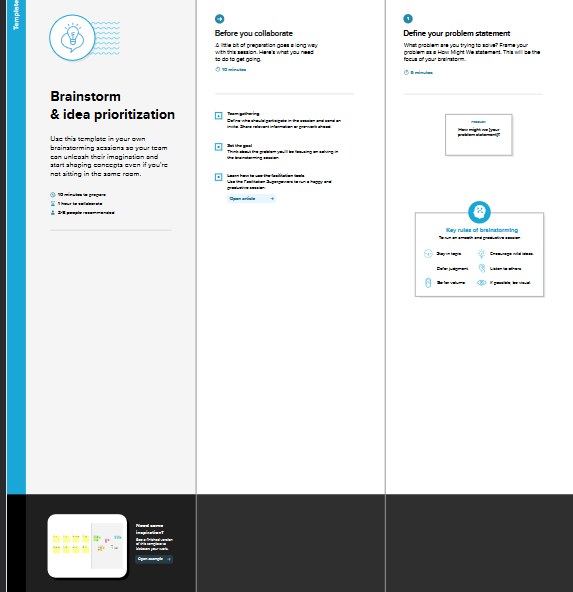 Template
Brainstorm
& idea prioritization
Use this template in your own
brainstorming sessions so your team
can unleash their imagination and
start shaping concepts even if you're
not sitting in the same room.
10 minutes to prepare
1 hour to collaborate
2-8 people recommended
Need some
inspiration?
See a finished version
of this template to
kickstart your work.
Open example
Before you collaborate
A little bit of preparation goes a long way
with this session. Here's what you need
to do to get going.
10 minutes
Team gathering
Define who should participate in the session and send an
invite. Share relevant information or pre-work ahead.
Set the goal
Think about the problem you'll be focusing on solving in
the brainstorming session.
Learn how to use the facilitation tools
Use the Facilitation Superpowers to run a happy and
productive session.
Open article
1
Define your problem statement
What problem are you trying to solve? Frame your
problem as a How Might We statement. This will be the
focus of your brainstorm.
5 minutes
PROBLEM
How might we [your
problem statement]?
Key rules of brainstorming
To run an smooth and productive session
Stay in topic.
Encourage wild ideas.
Defer judgment.
Listen to others.
Go for volume.
If possible, be visual.